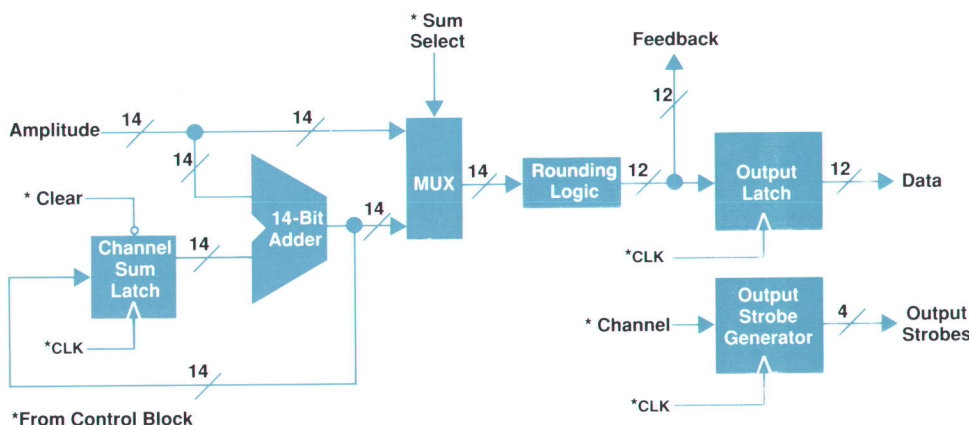 * Sum
Select
Feedback
14
14
12
Amplitude
14
MUX
14
Rounding
Logic
12
Output
Latch
12
Data
* Clear
14-Bit
Adder
14
Channel
Sum
Latch
14
*CLK
*CLK
* Channel
Output
Strobe
Generator
4
Output
Strobes
14
*CLK
*From Control Block